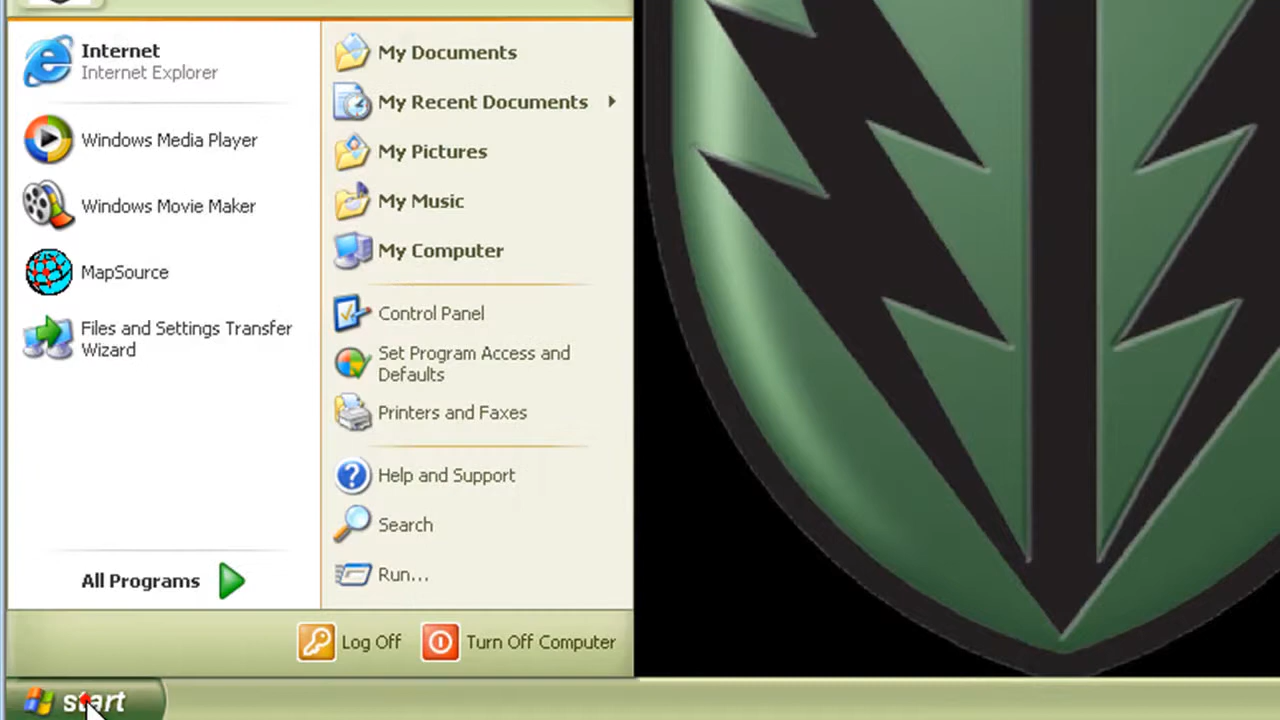 Internet
Internet Explorer
Windows Media Player
Windows Movie Maker
MapSource
Files and Settings Transfer
Wizard
All Programs
My Documents
My Recent Documents
My Pictures
My Music
My Computer
Control Panel
Set Program Access and
Defaults
Printers and Faxes
Help and Support
Search
Run...
Log Off
Turn Off Computer
start